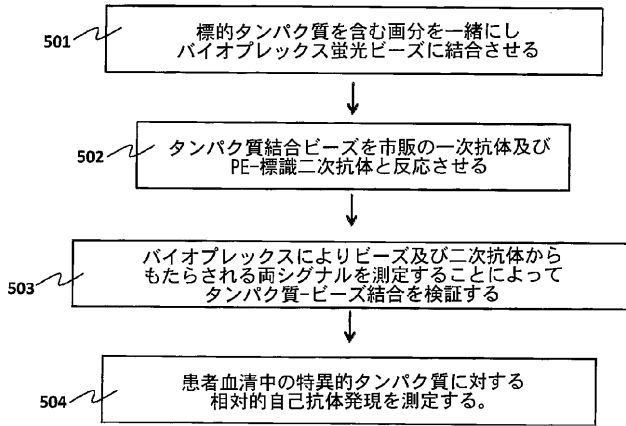 501
標的タンパク質を含む画分を一緒にし
バイオプレックス蛍光ビーズに結合させる
502
タンパク質結合ビーズを市販の一次抗体及び
PE-標識二次抗体と反応させる
503
バイオプレックスによりビーズ及び二次抗体から
もたらされる両シグナルを測定することによって
タンパク質-ビーズ結合を検証する
504
患者血清中の特異的タンパク質に対する
相対的自己抗体発現を測定する。